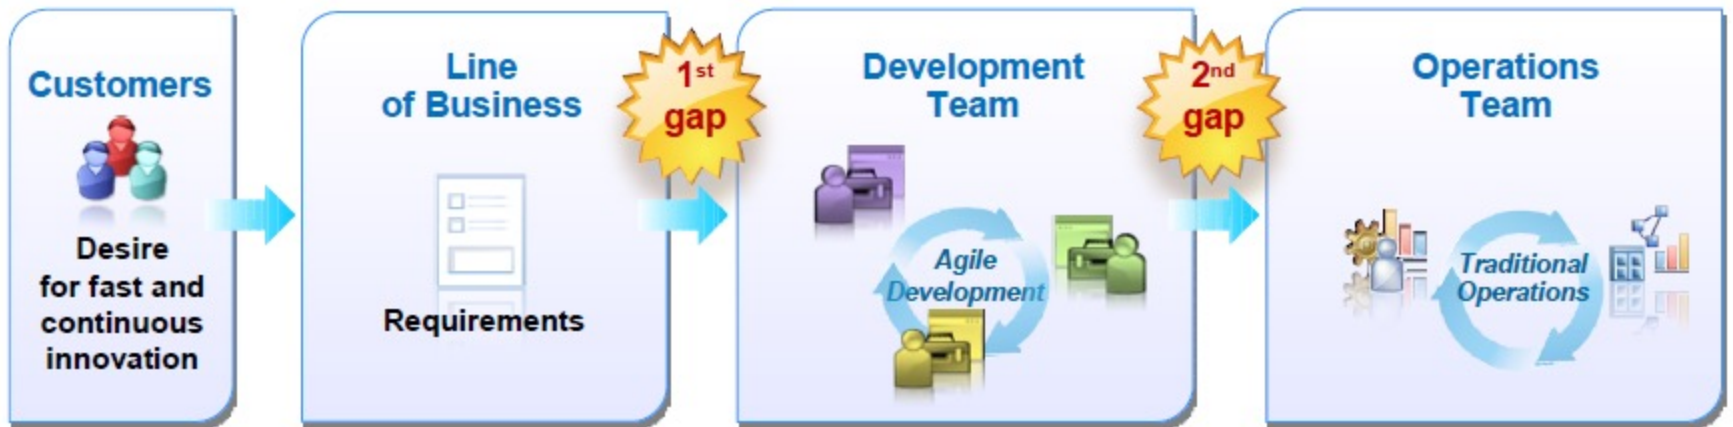 Customers
Desire
for fast and
continuous
innovation
Line
of Business
Requirements
1st
gap
Development
Team
Agile
Development
2nd
gap
Operations
Team
Traditional
Operations